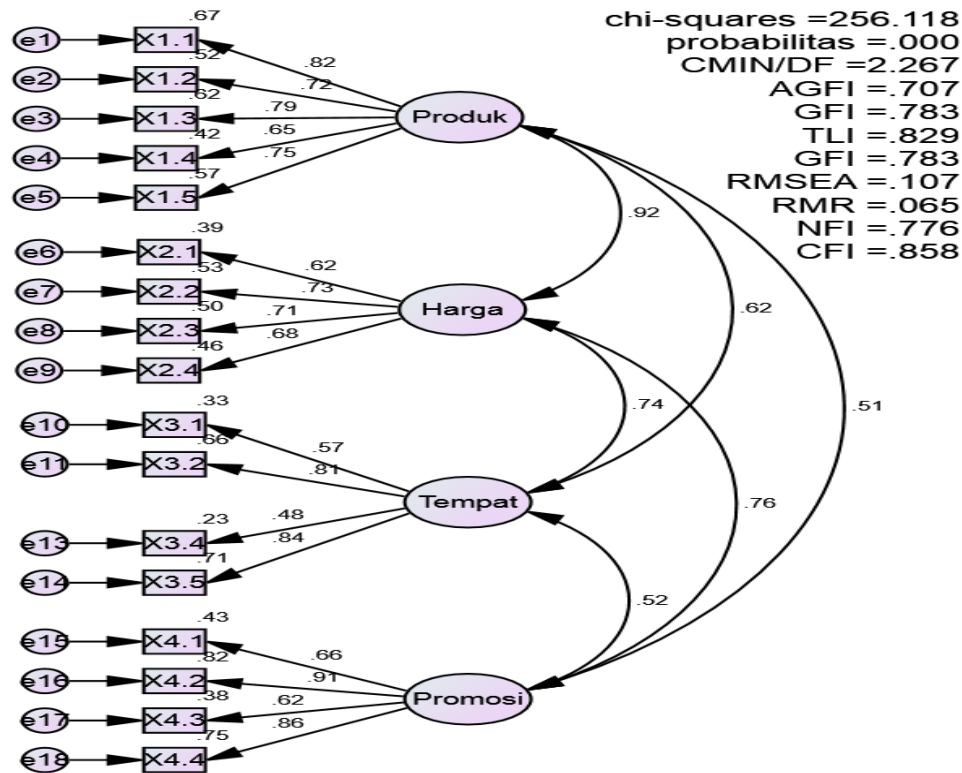 chi-squares =256.118
probabilitas =.000
CMIN/DF =2.267
AGFI =.707
GFI =.783
TLI =.829
GFI =.783
RMSEA =.107
RMR =.065
NFI =.776
CFI =.858
.67
e1 X1.1
.82
.52
e2 X1.2
.72
.62
e3 X1.3
.79
.42
e4 X1.4
.65
.57
e5 X1.5
.75
Produk
.39
e6 X2.1
.62
.53
e7 X2.2
.73
.50
e8 X2.3
.71
.46
e9 X2.4
.68
Harga
.33
e10 X3.1
.57
.66
e11 X3.2
.81
.23
e13 X3.4
.48
.71
e14 X3.5
.84
Tempat
.43
e15 X4.1
.66
.82
e16 X4.2
.91
.38
e17 X4.3
.62
.75
e18 X4.4
.86
Promosi
.92
.62
.51
.74
.76
.52